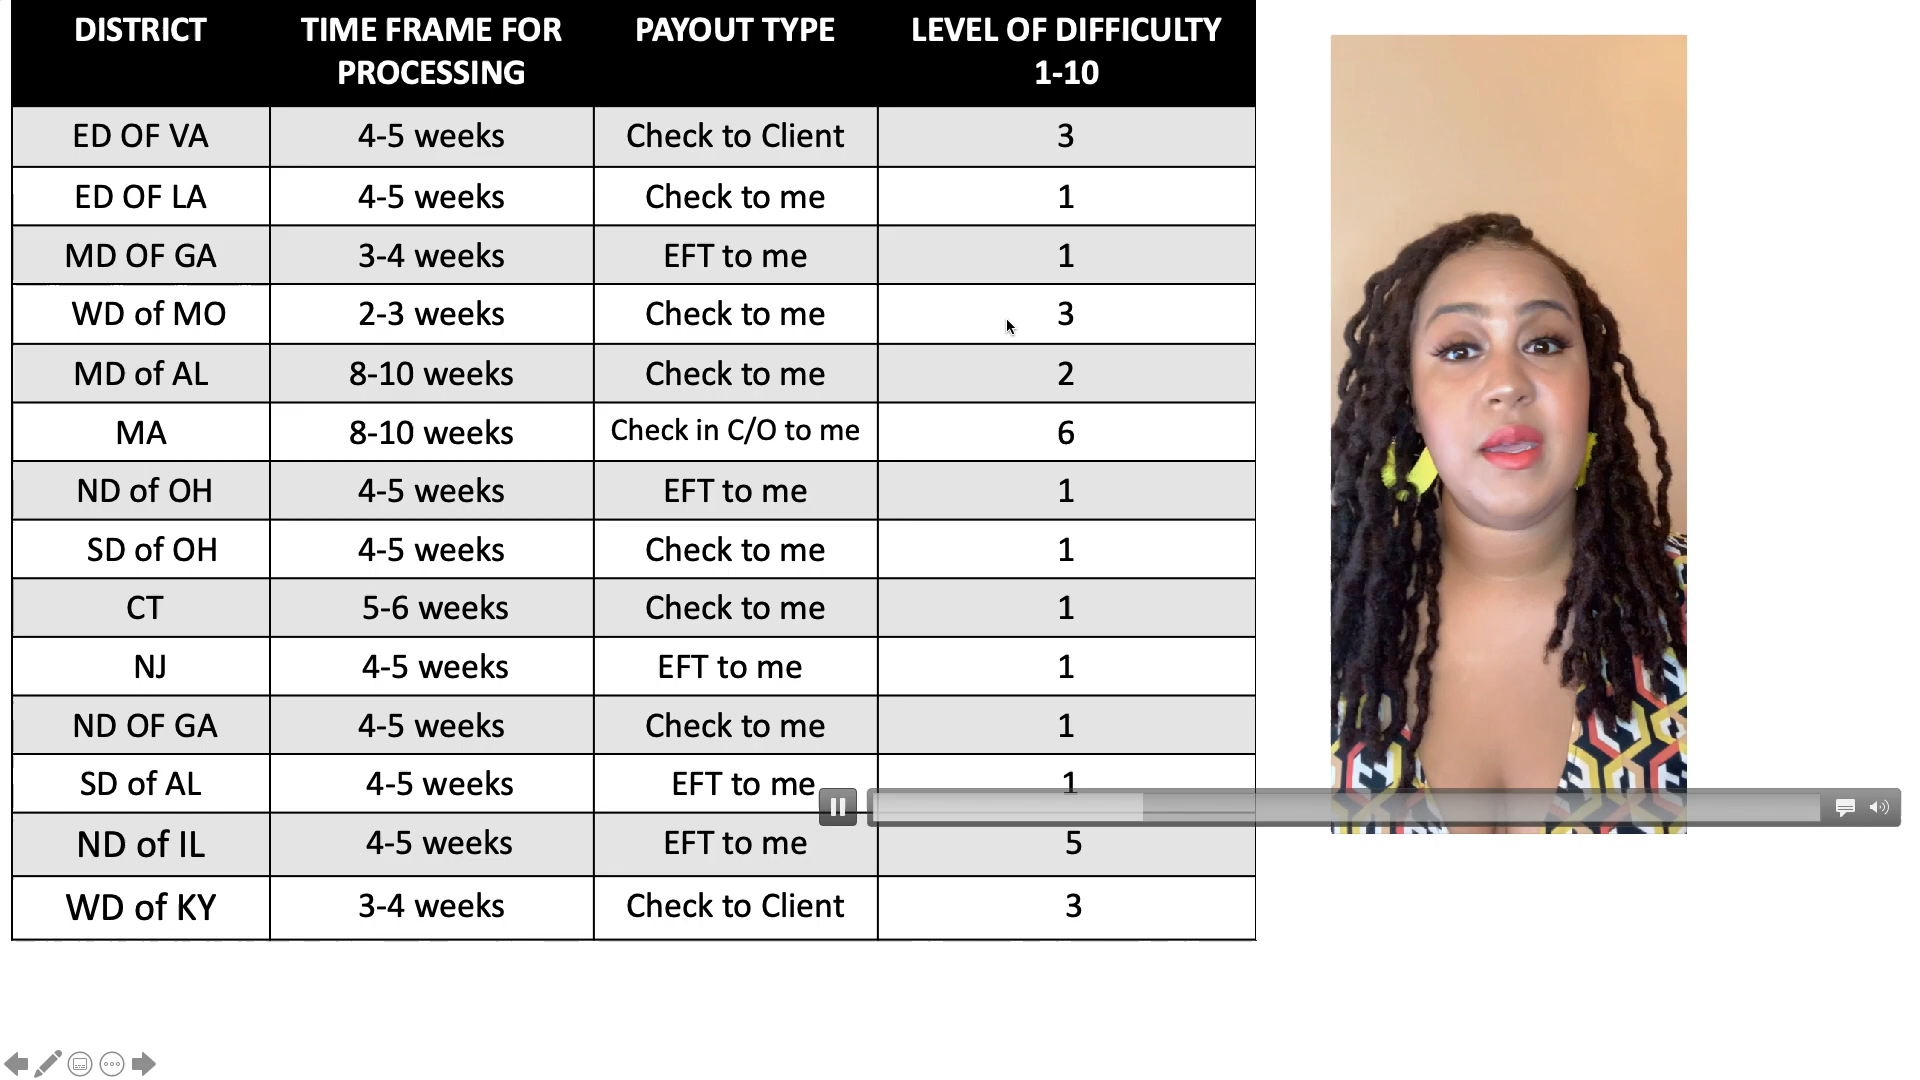 DISTRICT TIME FRAME FOR PROCESSING PAYOUT TYPE LEVEL OF DIFFICULTY 1-10
ED OF VA 4-5 weeks Check to Client 3
ED OF LA 4-5 weeks Check to me 1
MD OF GA 3-4 weeks EFT to me 1
WD of MO 2-3 weeks Check to me 3
MD of AL 8-10 weeks Check to me 2
MA 8-10 weeks Check in C/O to me 6
ND of OH 4-5 weeks EFT to me 1
SD of OH 4-5 weeks Check to me 1
CT 5-6 weeks Check to me 1
NJ 4-5 weeks EFT to me 1
ND OF GA 4-5 weeks Check to me 1
SD of AL 4-5 weeks EFT to me 1
ND of IL 4-5 weeks EFT to me 5
WD of KY 3-4 weeks Check to Client 3